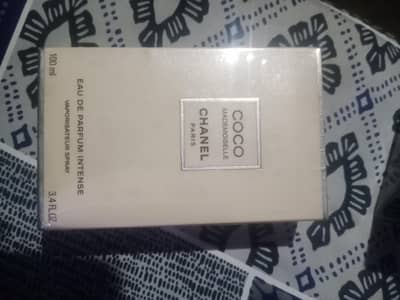 COCO
MADEMOISELLE
CHANEL
PARIS
EAU DE PARFUM INTENSE
VAPORISATEUR SPRAY
100 ml
3.4 FL. OZ.